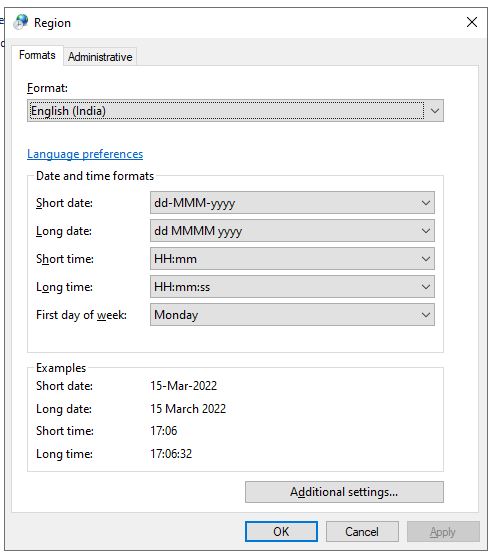 Region
Formats Administrative
Format:
English (India)
Language preferences
Date and time formats
Short date: dd-MMM-yyyy
Long date: dd MMMM yyyy
Short time: HH:mm
Long time: HH:mm:ss
First day of week: Monday
Examples
Short date: 15-Mar-2022
Long date: 15 March 2022
Short time: 17:06
Long time: 17:06:32
Additional settings...
OK Cancel Apply